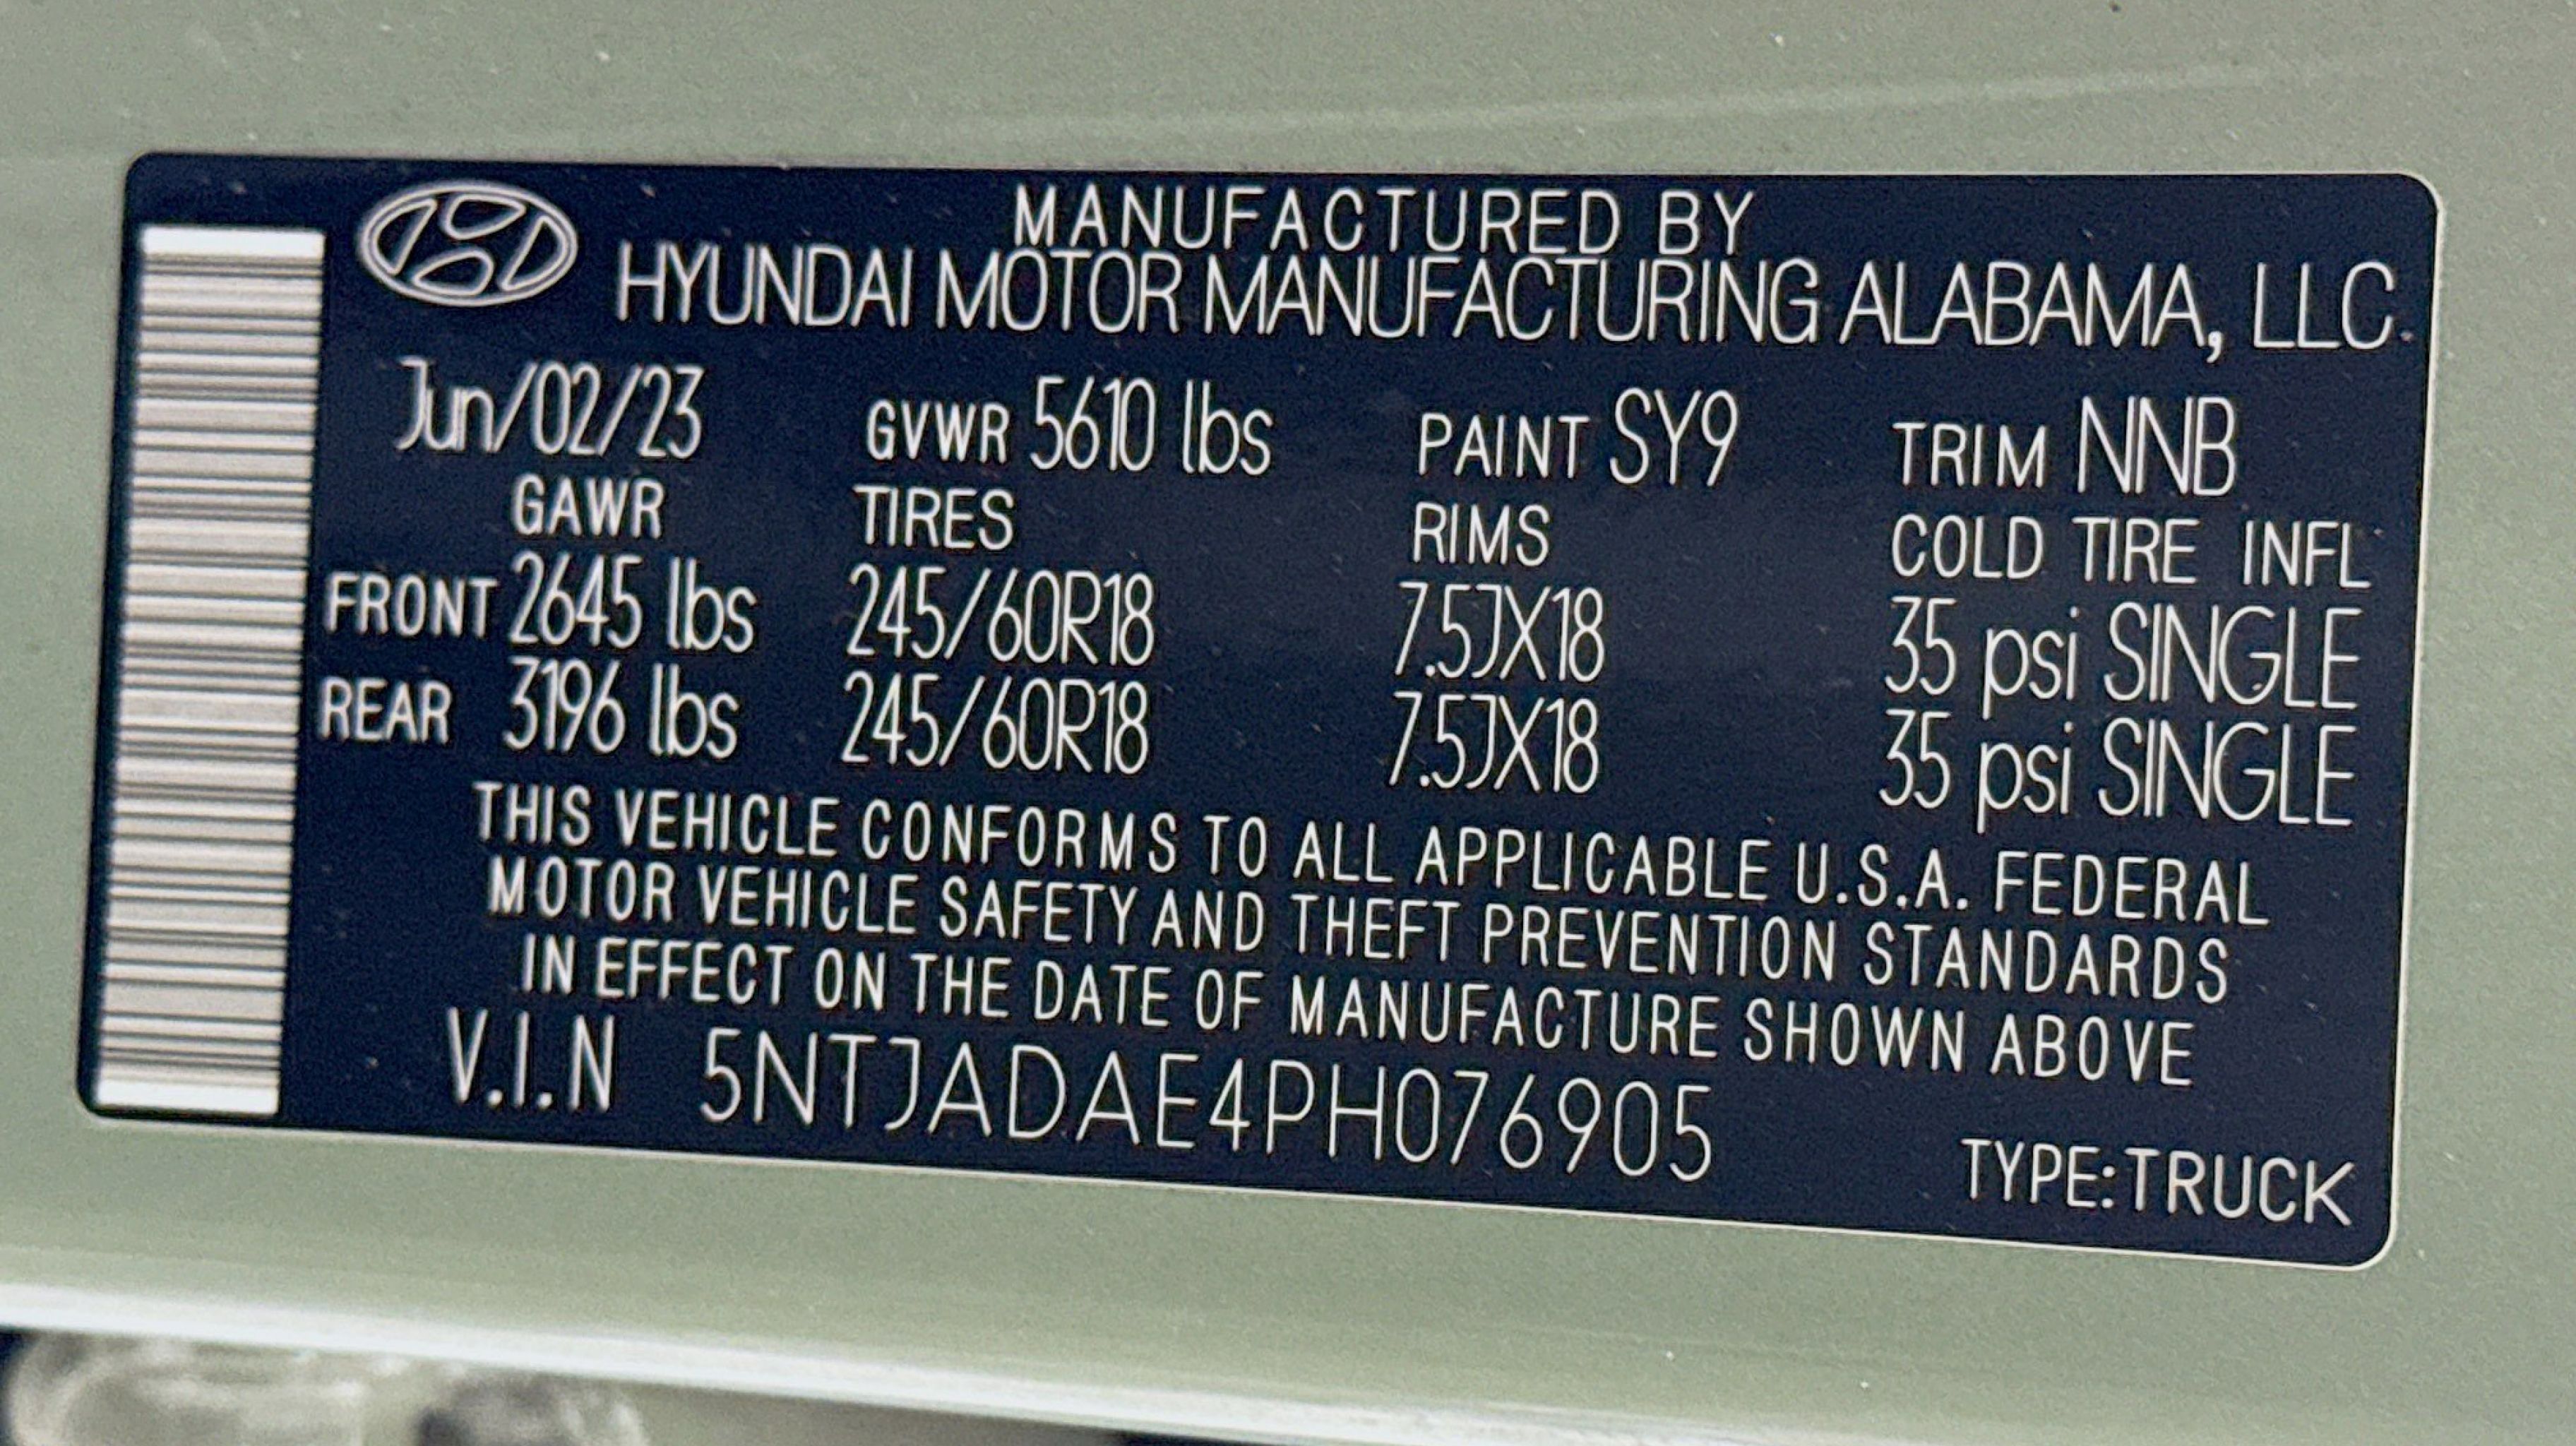 MANUFACTURED BY
HYUNDAI MOTOR MANUFACTURING ALABAMA, LLC.
Jun/02/23 GVWR 5610 lbs PAINT SY9 TRIM NNB
GAWR TIRES RIMS COLD TIRE INFL
FRONT 2645 lbs 245/60R18 7.5JX18 35 psi SINGLE
REAR 3196 lbs 245/60R18 7.5JX18 35 psi SINGLE
THIS VEHICLE CONFORMS TO ALL APPLICABLE U.S.A. FEDERAL
MOTOR VEHICLE SAFETY AND THEFT PREVENTION STANDARDS
IN EFFECT ON THE DATE OF MANUFACTURE SHOWN ABOVE
V.I.N 5NTJADAE4PH076905
TYPE:TRUCK